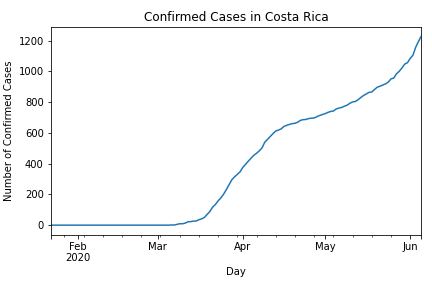 Confirmed Cases in Costa Rica
1200
1000
800
600
400
200
0
Number of Confirmed Cases
Feb Mar Apr May Jun
2020
Day